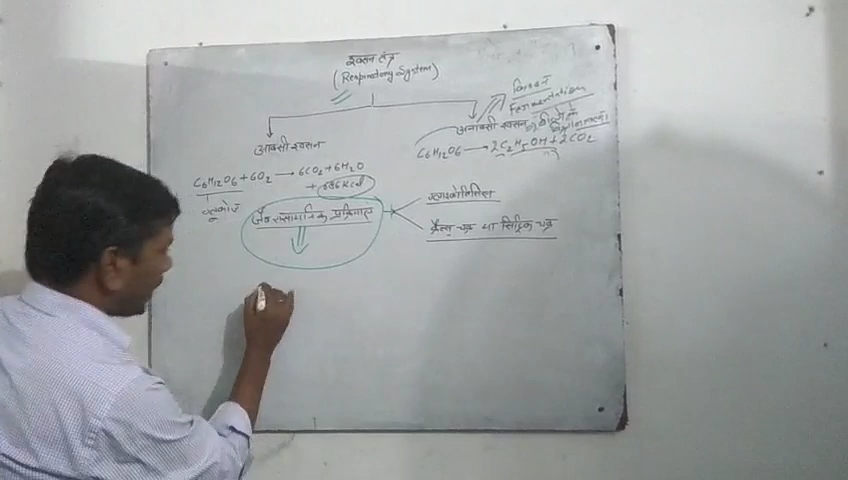 श्वसन तंत्र
(Respiratory System)
आक्सी श्वसन
C6H12O6 + 6O2 → 6CO2 + 6H2O
+ 686 Kcal
ग्लूकोज
अनाक्सी श्वसन
किण्वन
Fermentation
C6H12O6 → 2C2H5OH + 2CO2
जैव रासायनिक प्रक्रियाएं
ग्लाइकोलिसिस
क्रैब्स चक्र या सिट्रिक चक्र